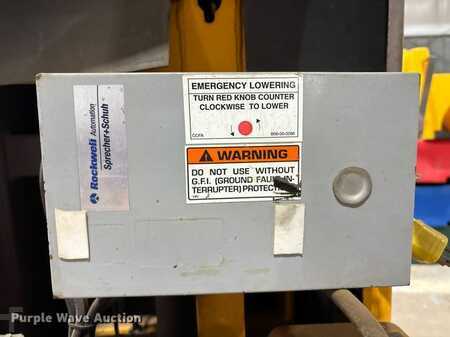 Rockwell Automation
Sprecher+Schuh
EMERGENCY LOWERING
TURN RED KNOB COUNTER
CLOCKWISE TO LOWER
CCPA
WARNING
DO NOT USE WITHOUT
G.F.I. (GROUND FAULT IN-
TERRUPTER) PROTECT
Purple Wave Auction